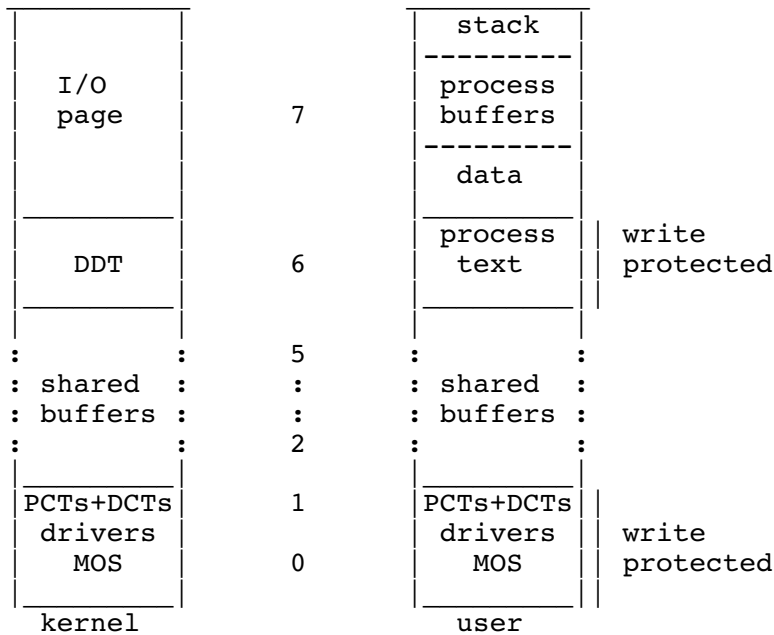 stack
I/O process
page 7 buffers
data
process write
DDT 6 text protected
5
: shared : : : shared :
: buffers : : : buffers :
2
PCTs+DCTs 1 PCTs+DCTs
drivers drivers write
MOS 0 MOS protected
kernel user